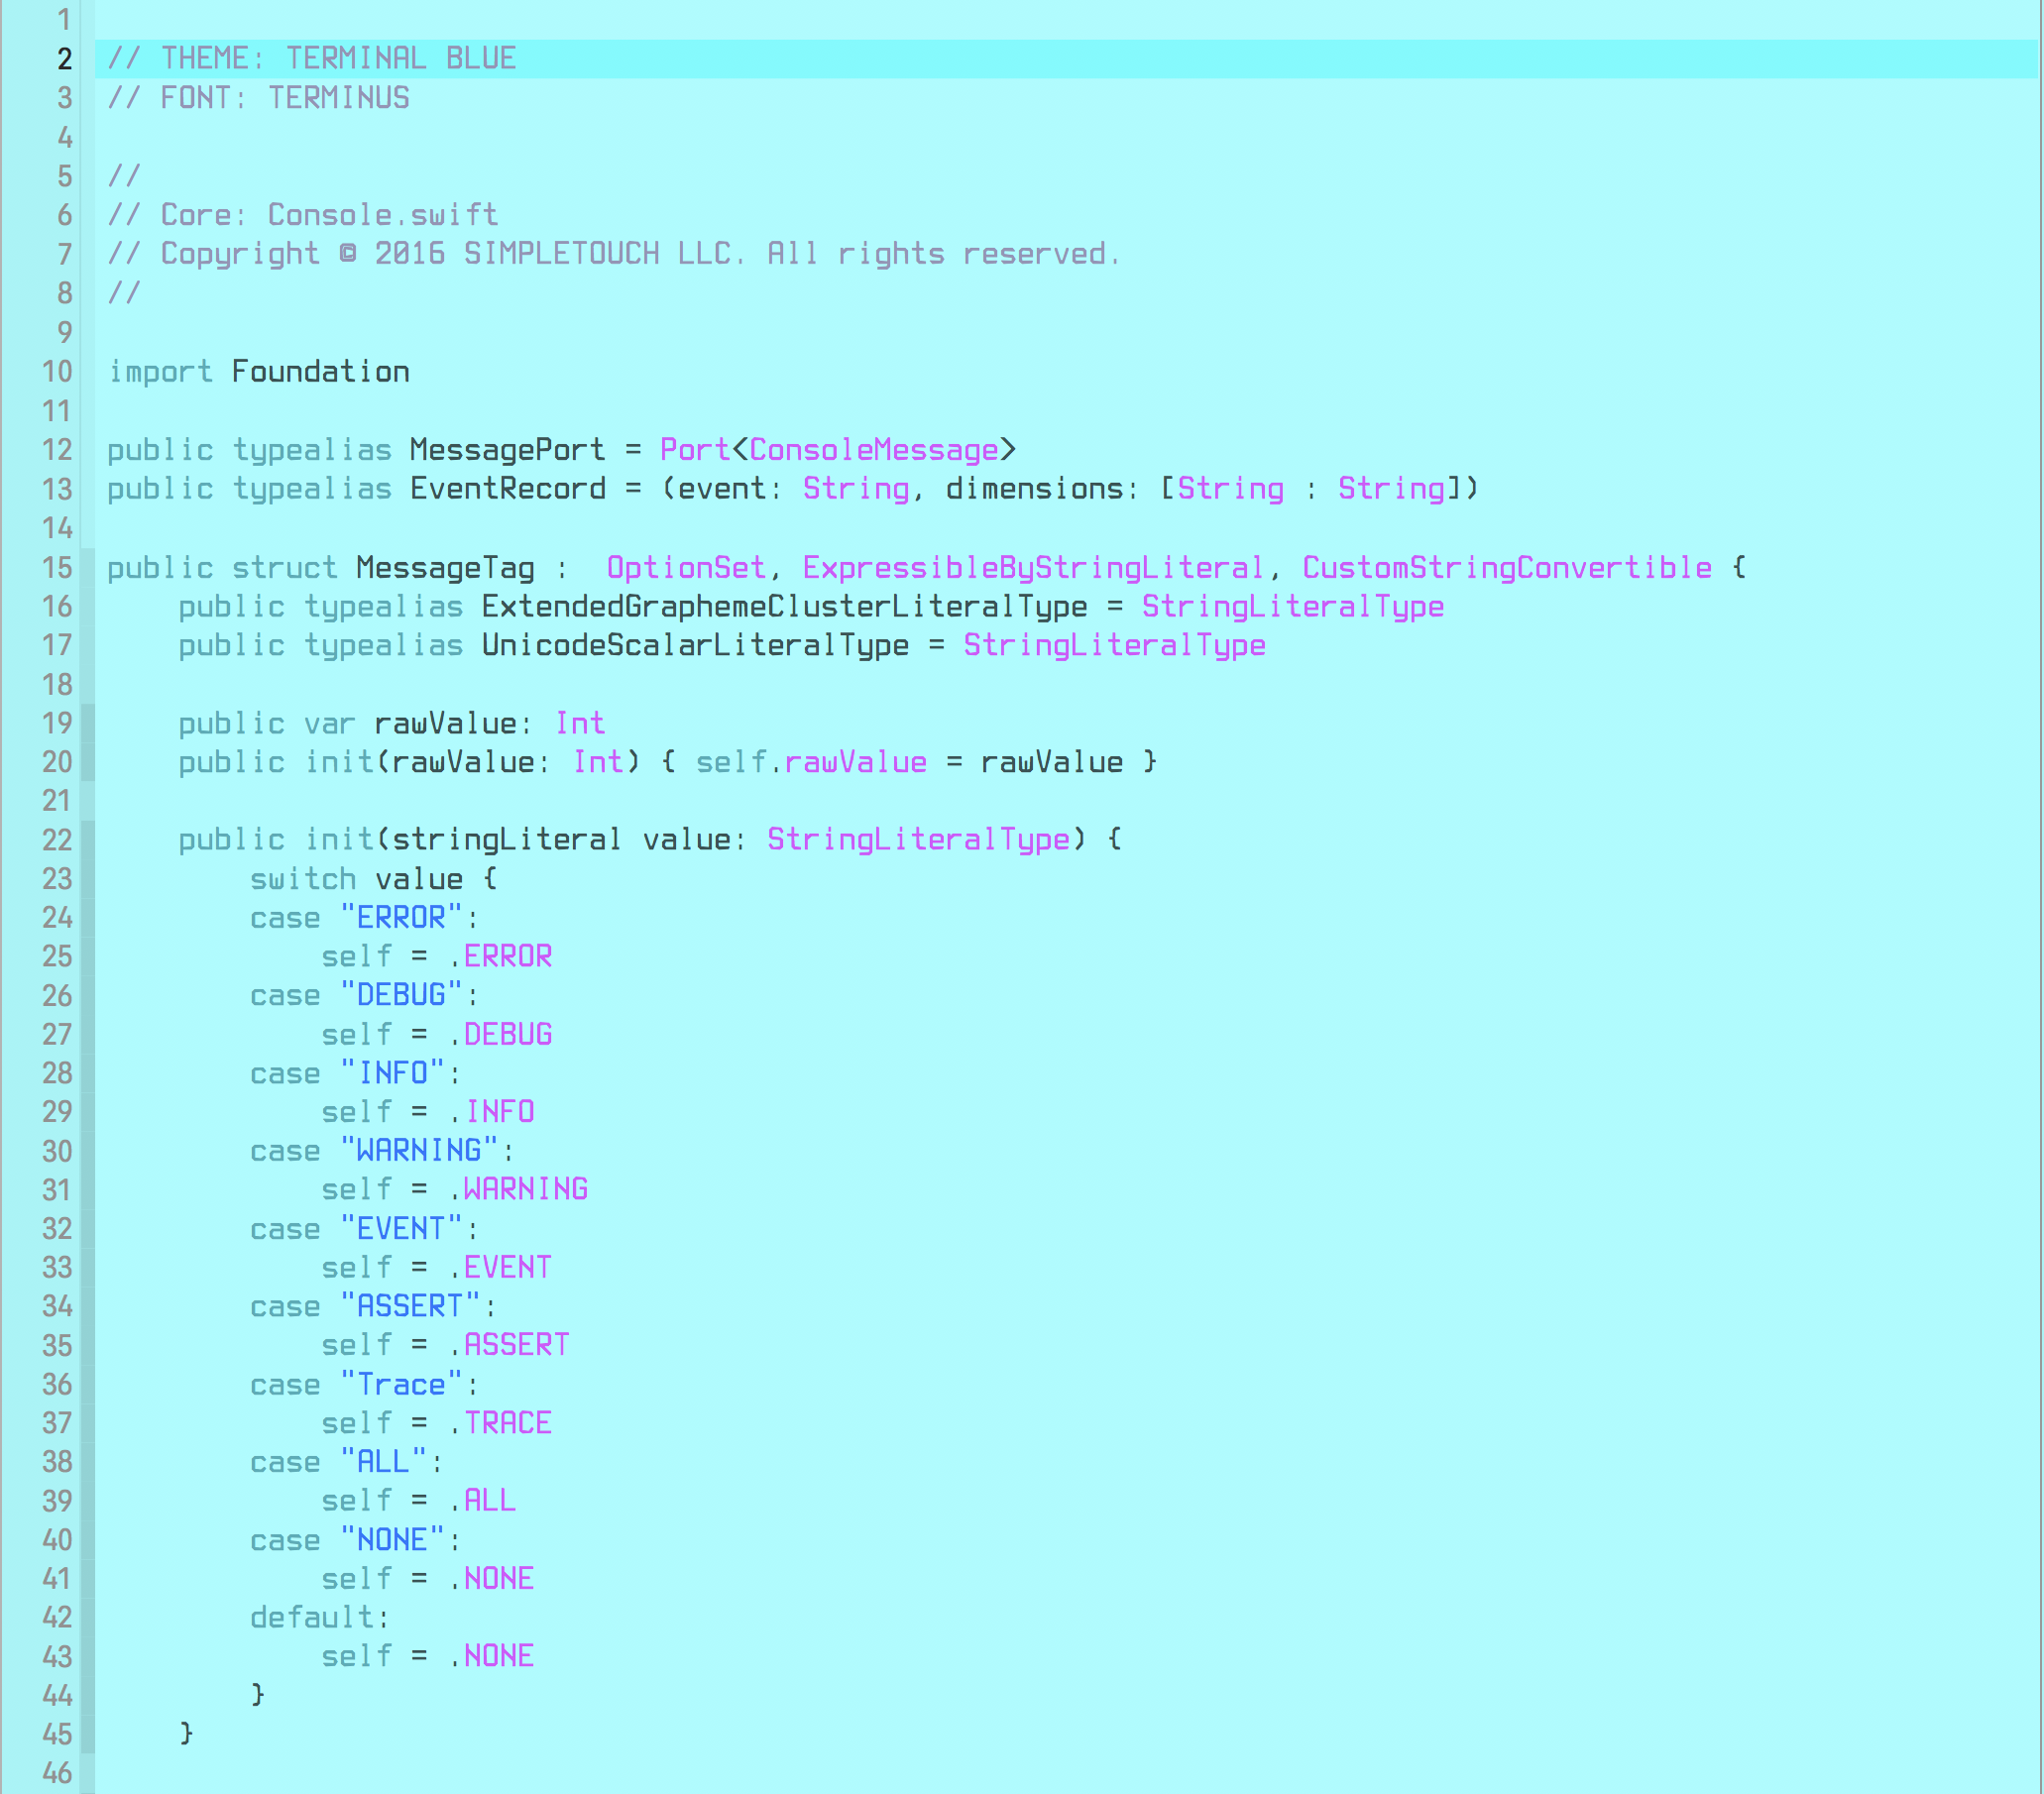 1
2 // THEME: TERMINAL BLUE
3 // FONT: TERMINUS
4
5 //
6 // Core: Console.swift
7 // Copyright © 2016 SIMPLETOUCH LLC. All rights reserved.
8 //
9
10 import Foundation
11
12 public typealias MessagePort = Port<ConsoleMessage>
13 public typealias EventRecord = (event: String, dimensions: [String : String])
14
15 public struct MessageTag :  OptionSet, ExpressibleByStringLiteral, CustomStringConvertible {
16     public typealias ExtendedGraphemeClusterLiteralType = StringLiteralType
17     public typealias UnicodeScalarLiteralType = StringLiteralType
18
19     public var rawValue: Int
20     public init(rawValue: Int) { self.rawValue = rawValue }
21
22     public init(stringLiteral value: StringLiteralType) {
23         switch value {
24         case "ERROR":
25             self = .ERROR
26         case "DEBUG":
27             self = .DEBUG
28         case "INFO":
29             self = .INFO
30         case "WARNING":
31             self = .WARNING
32         case "EVENT":
33             self = .EVENT
34         case "ASSERT":
35             self = .ASSERT
36         case "Trace":
37             self = .TRACE
38         case "ALL":
39             self = .ALL
40         case "NONE":
41             self = .NONE
42         default:
43             self = .NONE
44         }
45     }
46